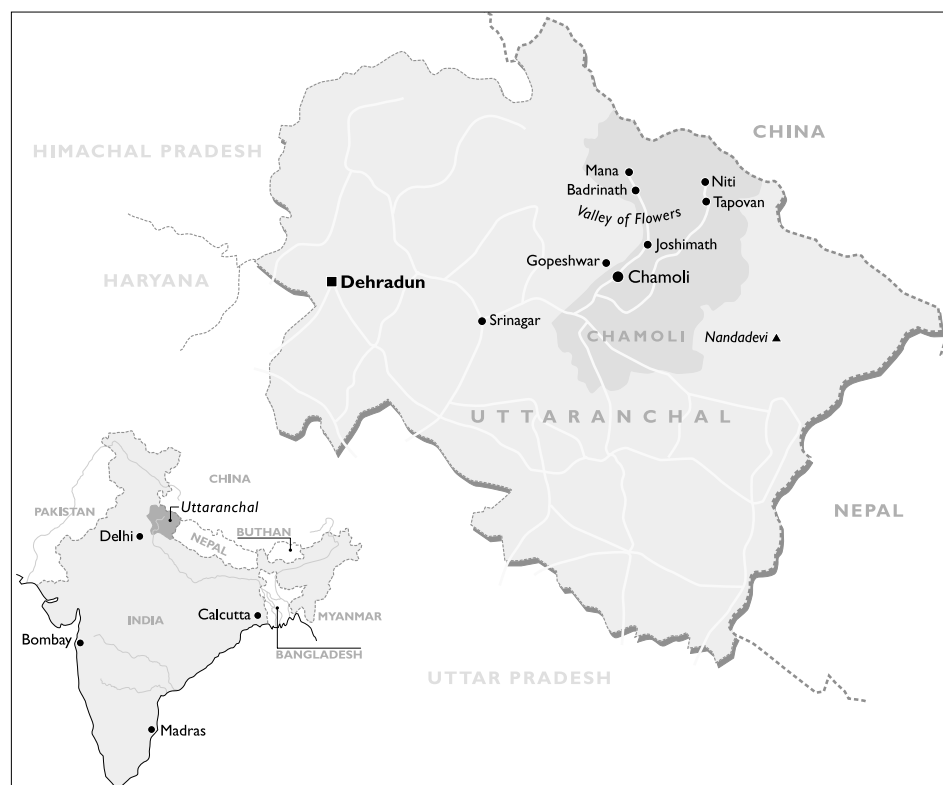 CHINA
HIMACHAL PRADESH
Mana
Niti
Badrinath
Tapovan
Valley of Flowers
Joshimath
Gopeshwar
HARYANA
Dehradun
Chamoli
Srinagar
CHAMOLI
Nandadevi
UTTARANCHAL
CHINA
PAKISTAN
Uttaranchal
NEPAL
Delhi
NEPAL
BUTHAN
INDIA
Calcutta
MYANMAR
Bombay
BANGLADESH
UTTAR PRADESH
Madras